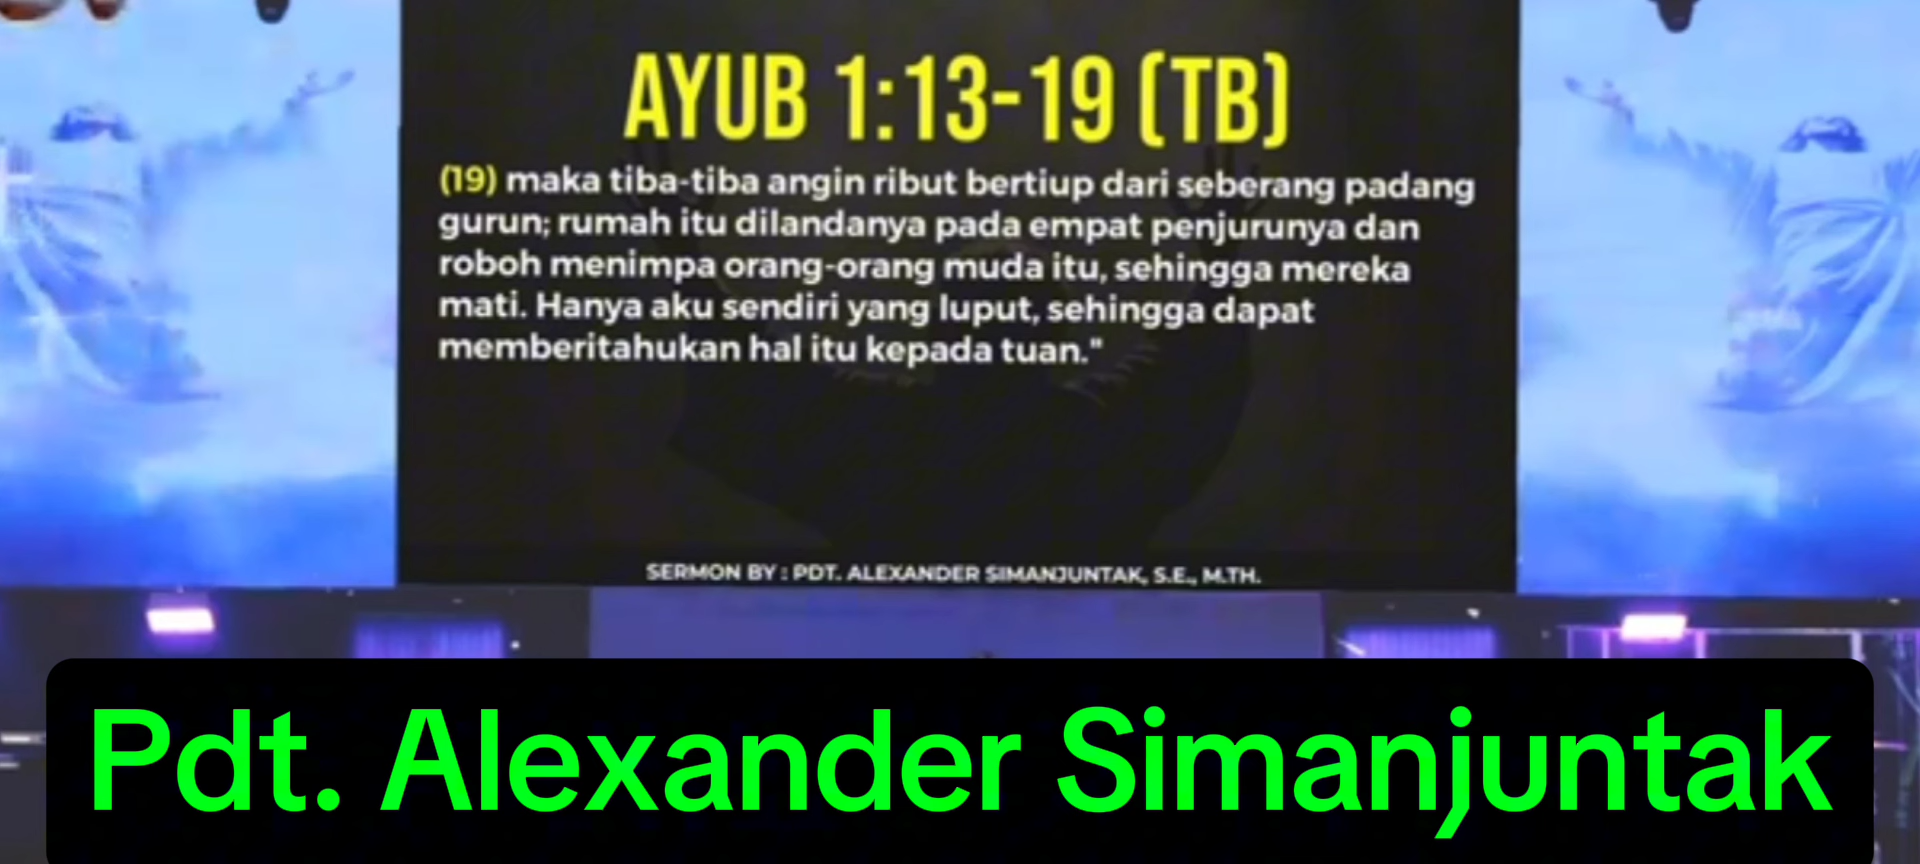 AYUB 1:13-19 (TB)
(19) maka tiba-tiba angin ribut bertiup dari seberang padang
gurun; rumah itu dilandanya pada empat penjurunya dan
roboh menimpa orang-orang muda itu, sehingga mereka
mati. Hanya aku sendiri yang luput, sehingga dapat
memberitahukan hal itu kepada tuan."
SERMON BY : PDT. ALEXANDER SIMANJUNTAK, S.E., M.TH.
Pdt. Alexander Simanjuntak